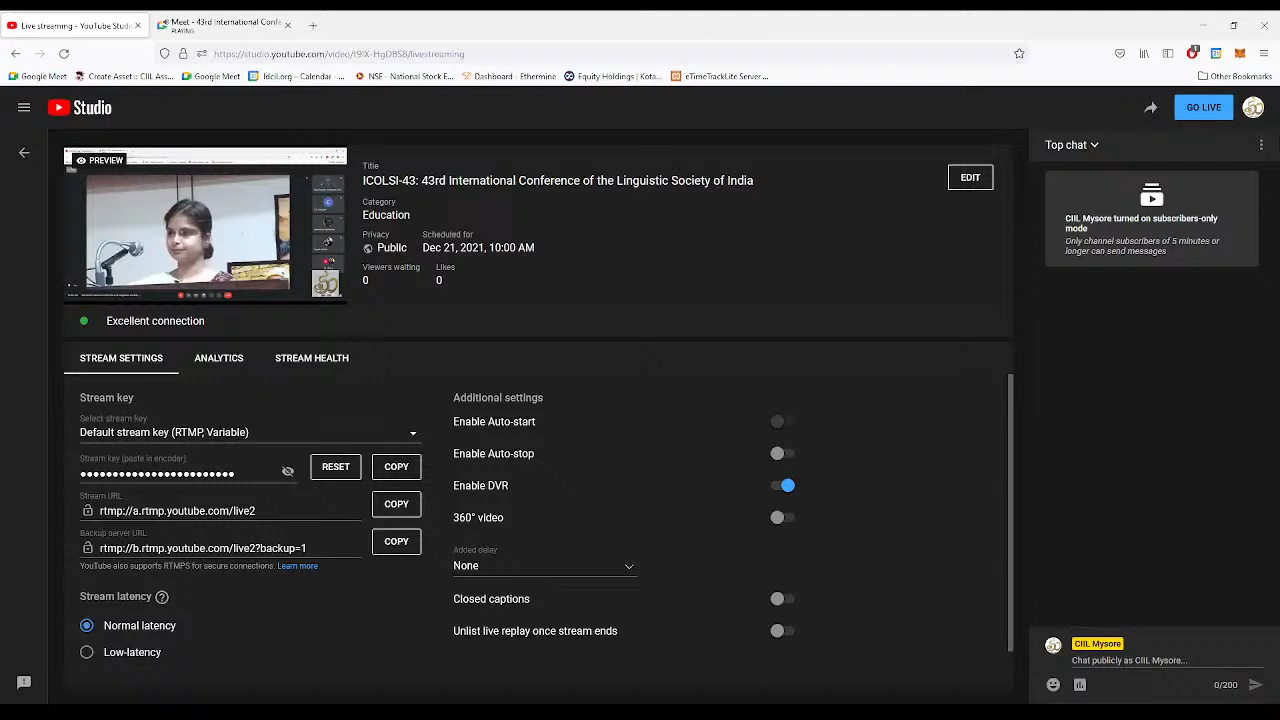 Live streaming - YouTube Studi
Meet - 43rd International Confe
PLAYING
https://studio.youtube.com/video/t9IX-HgDBS8/livestreaming
Google Meet
Create Asset :: CIIL Ass...
Google Meet
ldcil.org - Calendar - ...
NSE - National Stock E...
Dashboard - Ethermine
Equity Holdings | Kota...
eTimeTrackLite Server ...
Other Bookmarks
Studio
GO LIVE
PREVIEW
Title
ICOLSI-43: 43rd International Conference of the Linguistic Society of India
EDIT
Category
Education
Privacy
Scheduled for
Public
Dec 21, 2021, 10:00 AM
Viewers waiting
Likes
0
0
Excellent connection
Top chat
CIIL Mysore turned on subscribers-only
mode
Only channel subscribers of 5 minutes or
longer can send messages
STREAM SETTINGS
ANALYTICS
STREAM HEALTH
Stream key
Select stream key
Default stream key (RTMP, Variable)
Stream key (paste in encoder)
RESET
COPY
Stream URL
rtmp://a.rtmp.youtube.com/live2
COPY
Backup server URL
rtmp://b.rtmp.youtube.com/live2?backup=1
COPY
YouTube also supports RTMPS for secure connections. Learn more
Stream latency
Normal latency
Low-latency
Additional settings
Enable Auto-start
Enable Auto-stop
Enable DVR
360° video
Added delay
None
Closed captions
Unlist live replay once stream ends
CIIL Mysore
Chat publicly as CIIL Mysore...
0/200